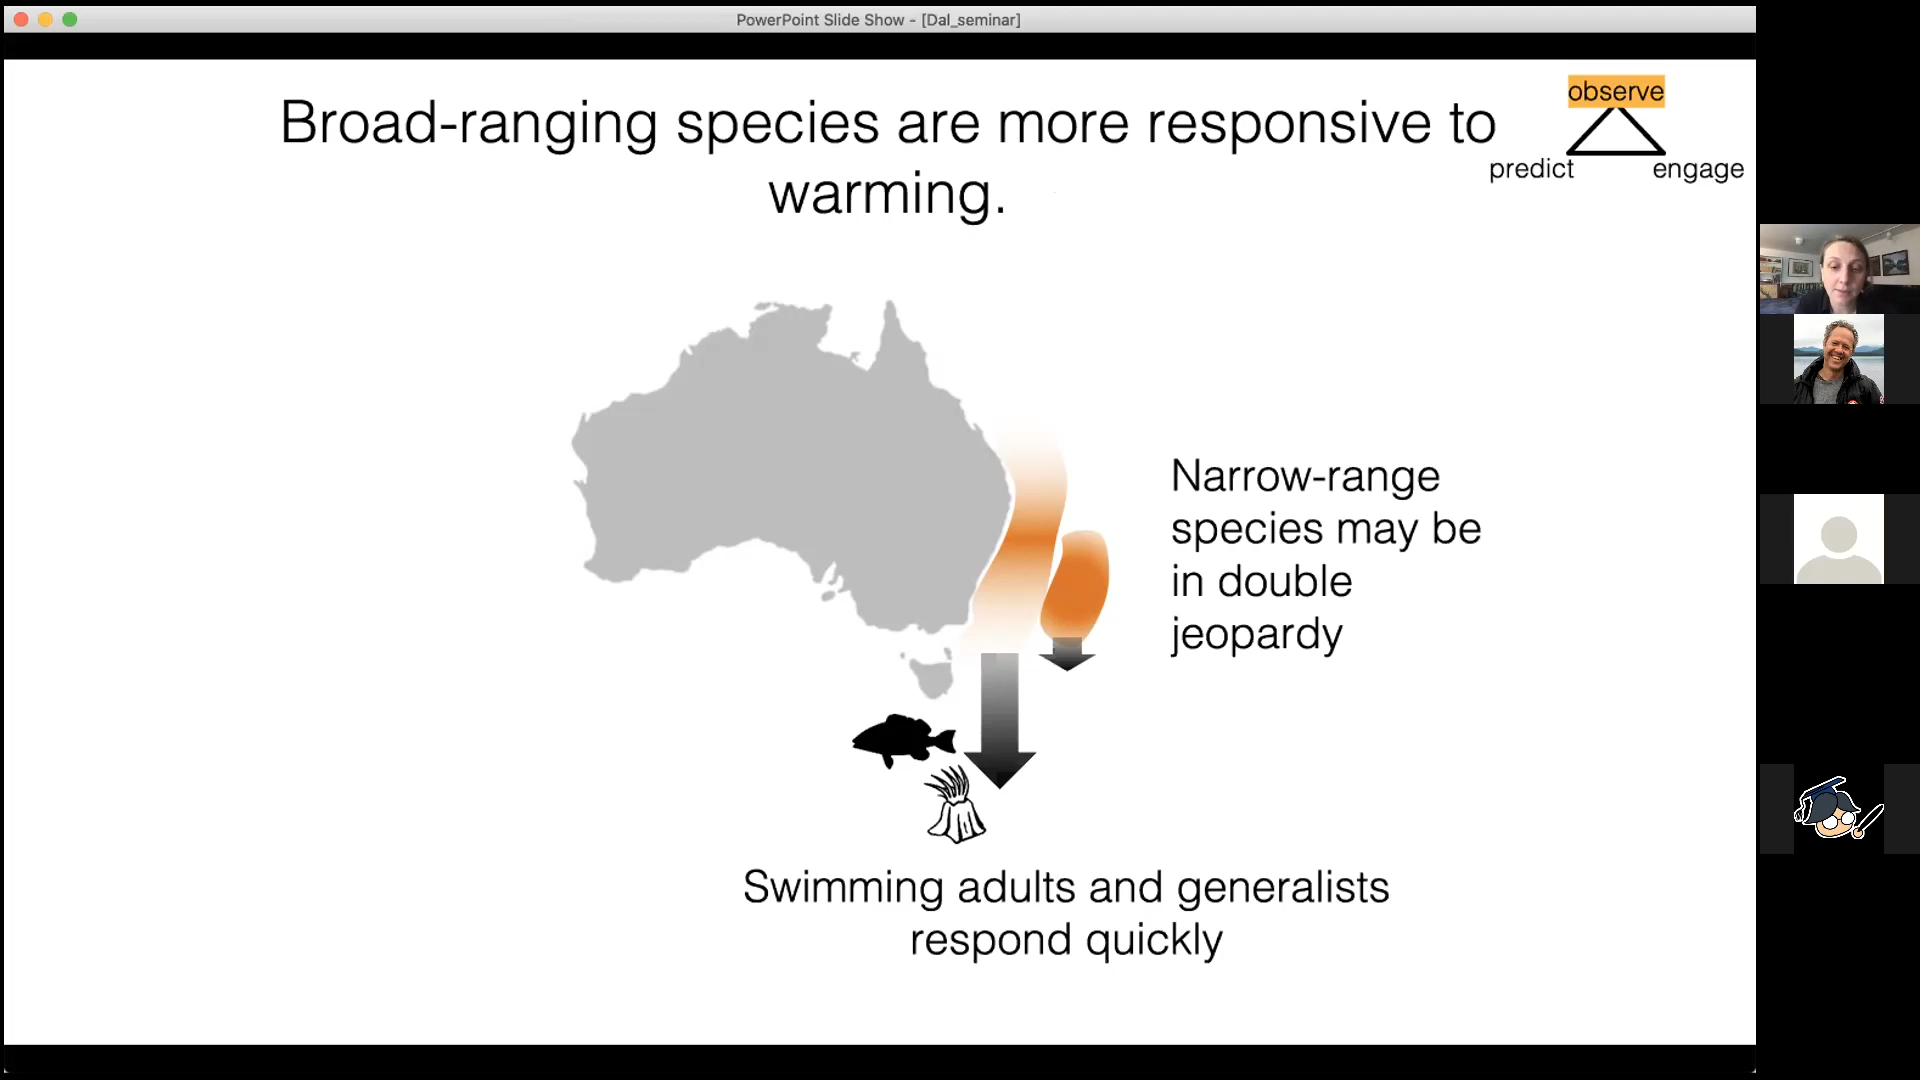 PowerPoint Slide Show - [Dal_seminar]
Broad-ranging species are more responsive to
warming.
observe
predict
engage
Narrow-range
species may be
in double
jeopardy
Swimming adults and generalists
respond quickly